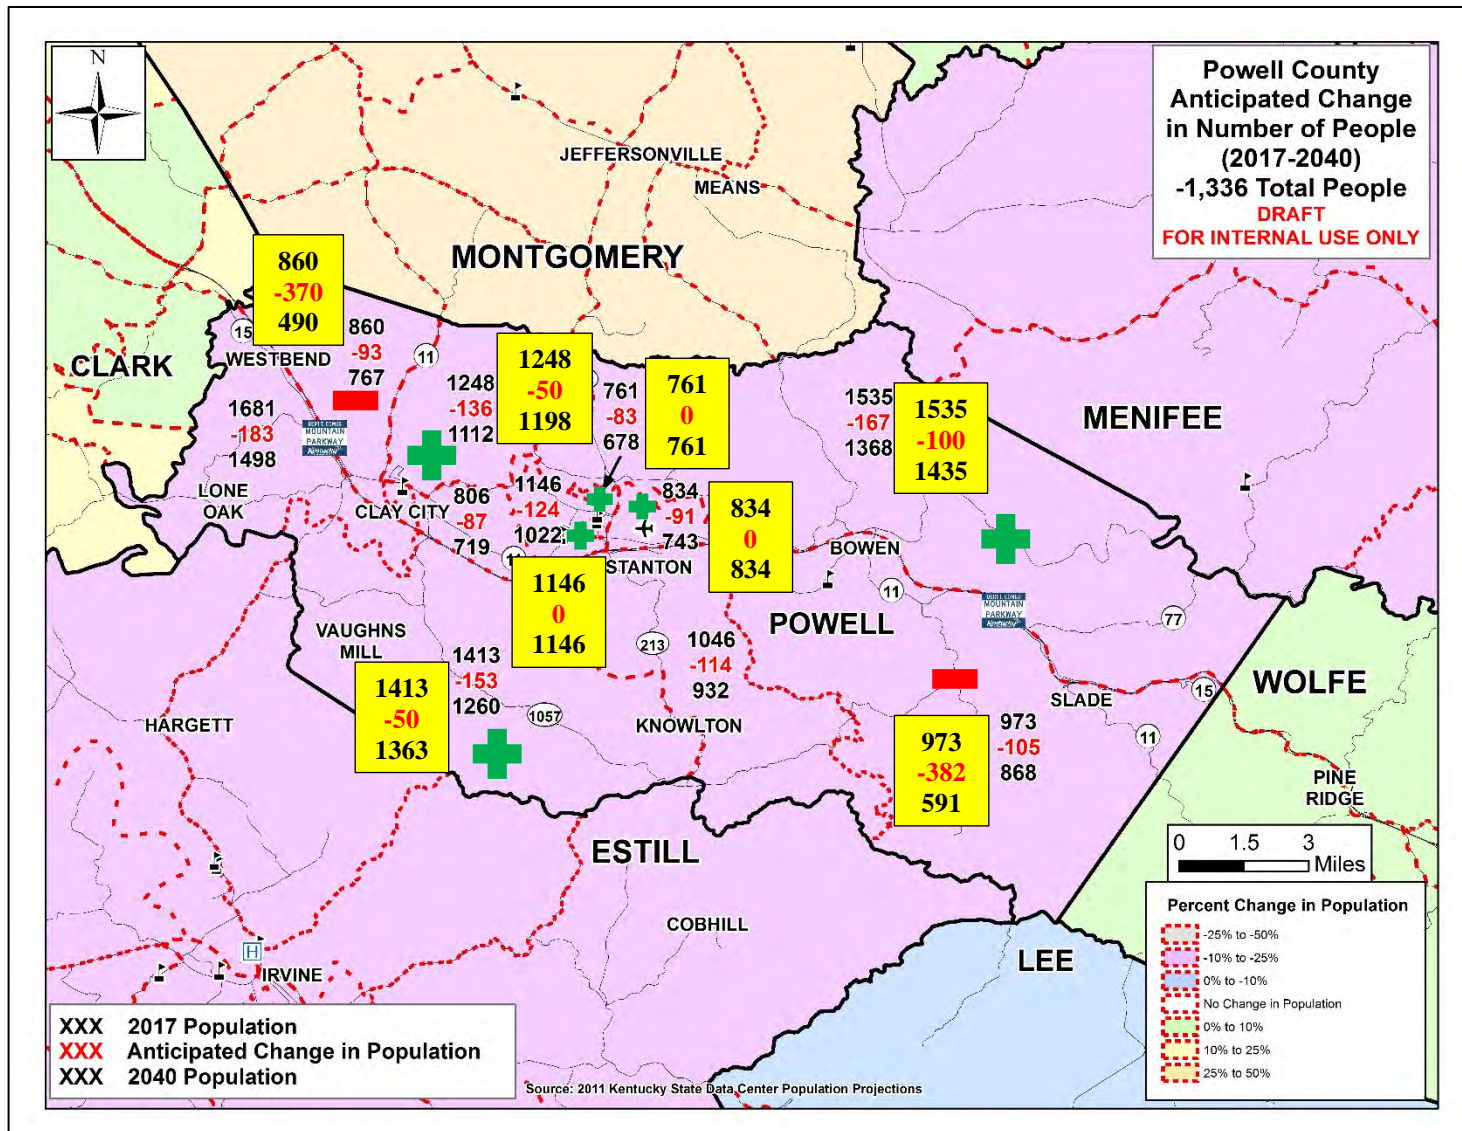 N
Powell County
Anticipated Change
in Number of People
(2017-2040)
-1,336 Total People
DRAFT
FOR INTERNAL USE ONLY
JEFFERSONVILLE
MEANS
MONTGOMERY
860
-370
490
15
WESTBEND
860
-93
767
11
CLARK
1248
-136
1112
1248
-50
1198
761
-83
678
761
0
761
1535
-167
1368
1535
-100
1435
MENIFEE
1681
-183
1498
MOUNTAIN
PARKWAY
Kentucky
LONE
OAK
CLAY CITY
806
-87
719
1146
-124
1022
834
-91
743
834
0
834
STANTON
BOWEN
11
1146
0
1146
MOUNTAIN
PARKWAY
Kentucky
77
POWELL
VAUGHNS
MILL
213
1046
-114
932
1413
-153
1260
1413
-50
1363
1057
KNOWLTON
HARGETT
SLADE
15
WOLFE
11
973
-382
591
973
-105
868
PINE
RIDGE
ESTILL
0 1.5 3
Miles
COBHILL
LEE
H
IRVINE
Percent Change in Population
-25% to -50%
-10% to -25%
0% to -10%
No Change in Population
0% to 10%
10% to 25%
25% to 50%
XXX 2017 Population
XXX Anticipated Change in Population
XXX 2040 Population
Source: 2011 Kentucky State Data Center Population Projections